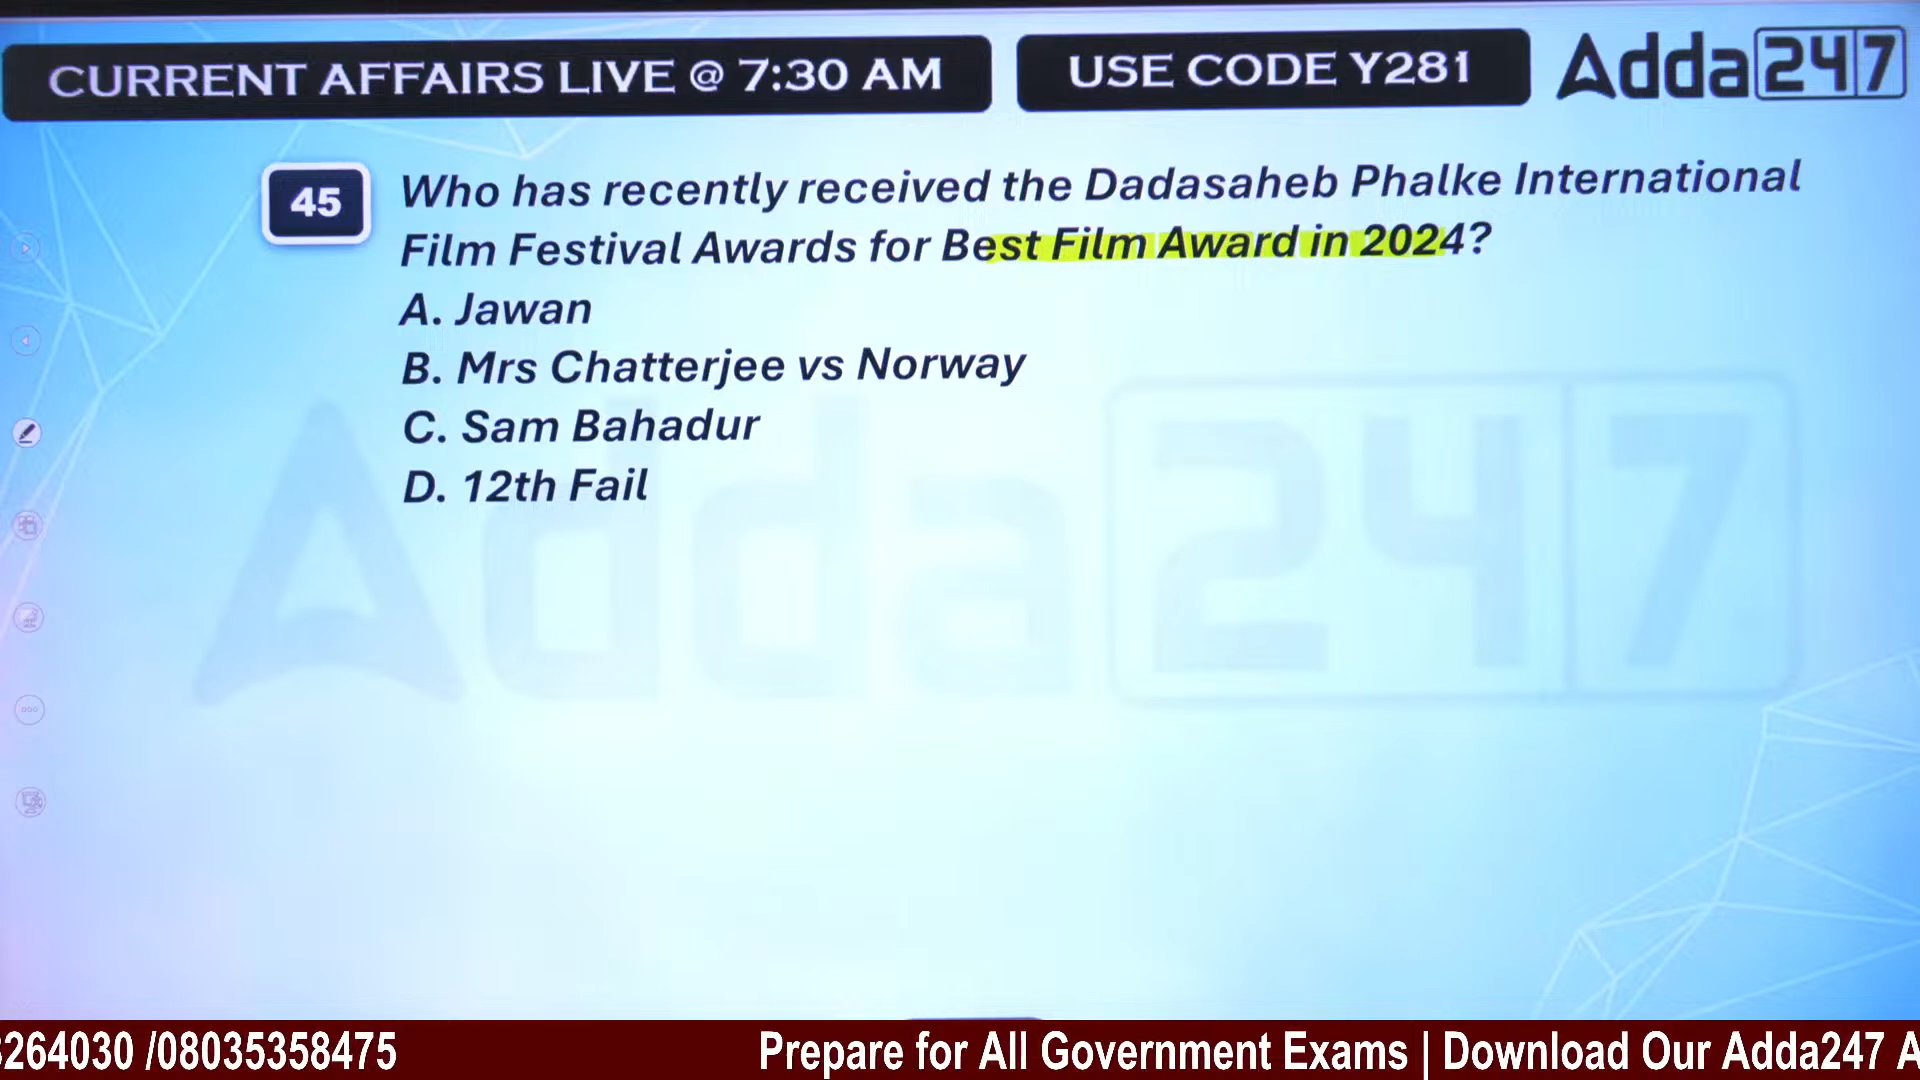 CURRENT AFFAIRS LIVE @ 7:30 AM
USE CODE Y281
Adda247
45
Who has recently received the Dadasaheb Phalke International
Film Festival Awards for Best Film Award in 2024?
A. Jawan
B. Mrs Chatterjee vs Norway
C. Sam Bahadur
D. 12th Fail
Adda247
264030 /08035358475
Prepare for All Government Exams | Download Our Adda247 A